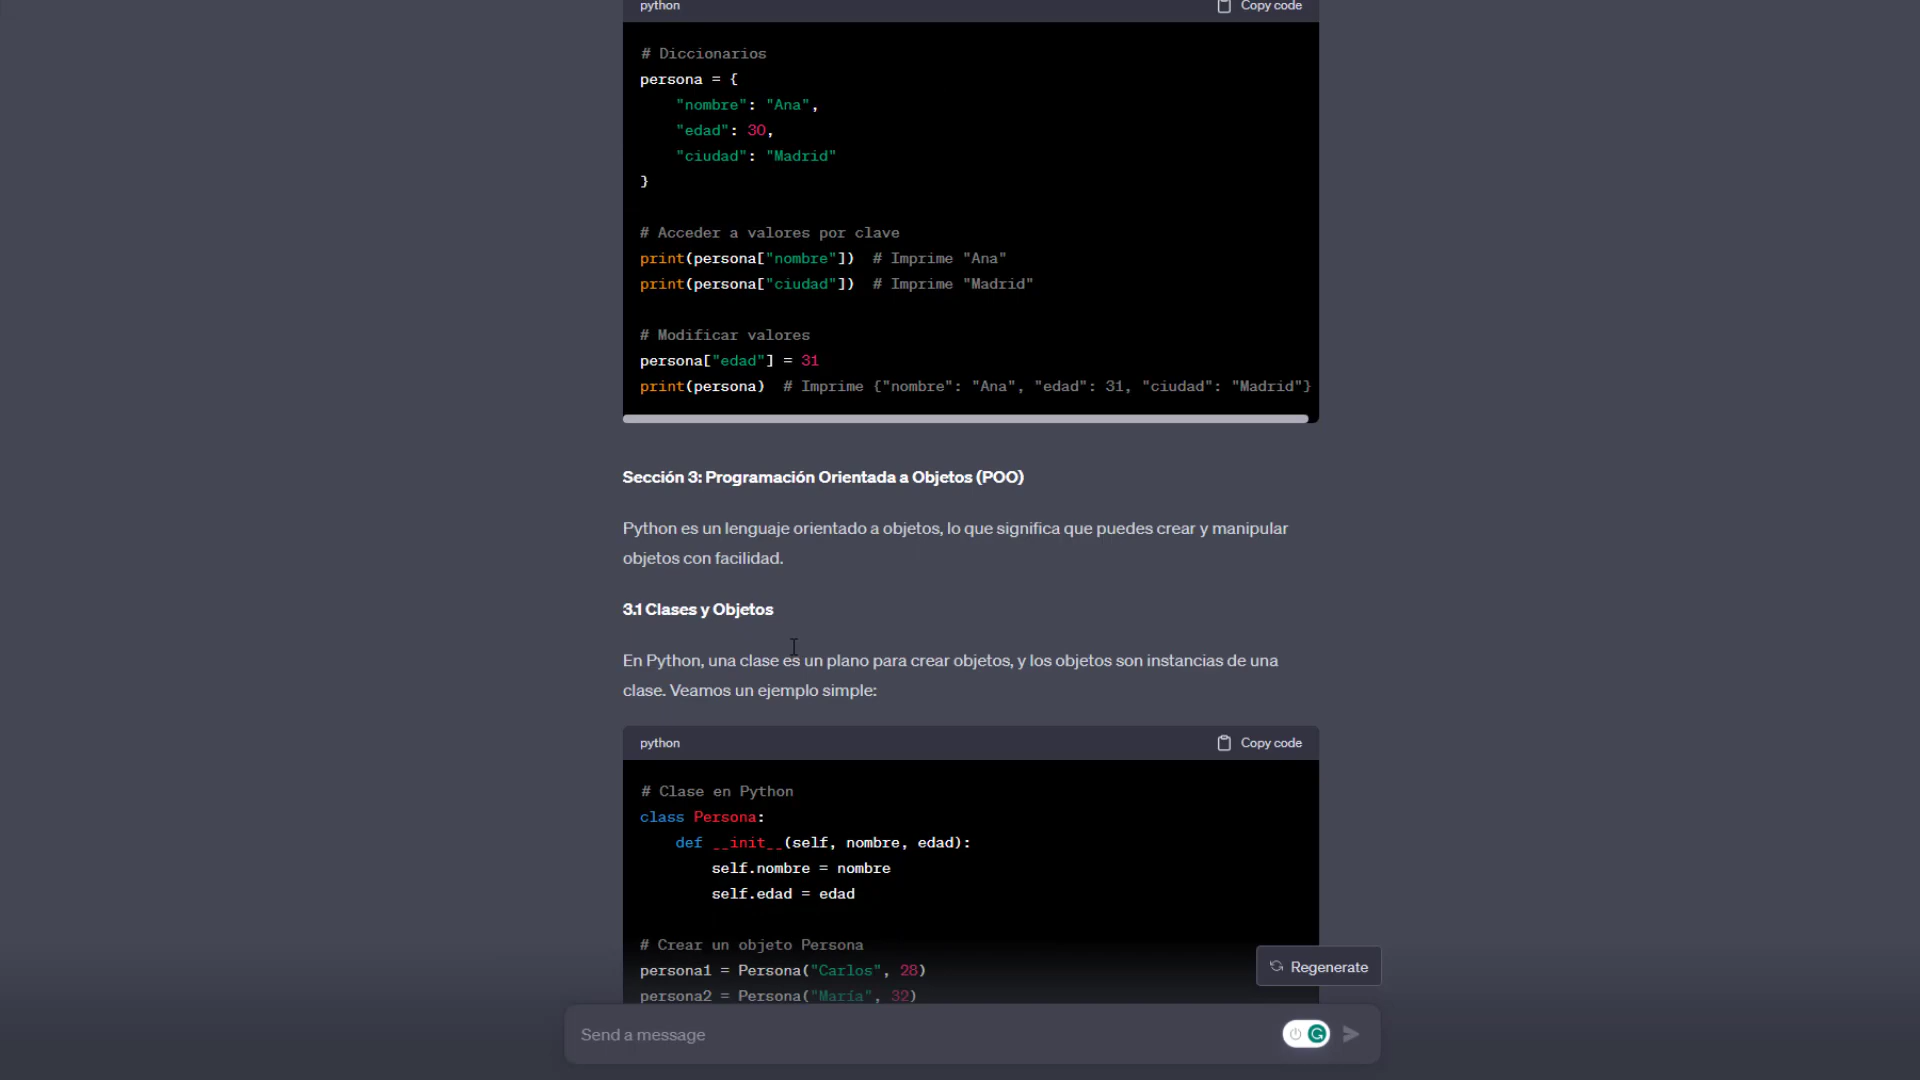 python
Copy code
# Diccionarios
persona = {
    "nombre": "Ana",
    "edad": 30,
    "ciudad": "Madrid"
}
# Acceder a valores por clave
print(persona["nombre"])  # Imprime "Ana"
print(persona["ciudad"])  # Imprime "Madrid"
# Modificar valores
persona["edad"] = 31
print(persona)  # Imprime {"nombre": "Ana", "edad": 31, "ciudad": "Madrid"}
Sección 3: Programación Orientada a Objetos (POO)
Python es un lenguaje orientado a objetos, lo que significa que puedes crear y manipular
objetos con facilidad.
3.1 Clases y Objetos
En Python, una clase es un plano para crear objetos, y los objetos son instancias de una
clase. Veamos un ejemplo simple:
python
Copy code
# Clase en Python
class Persona:
    def __init__(self, nombre, edad):
        self.nombre = nombre
        self.edad = edad
# Crear un objeto Persona
persona1 = Persona("Carlos", 28)
persona2 = Persona("María", 32)
Regenerate
Send a message